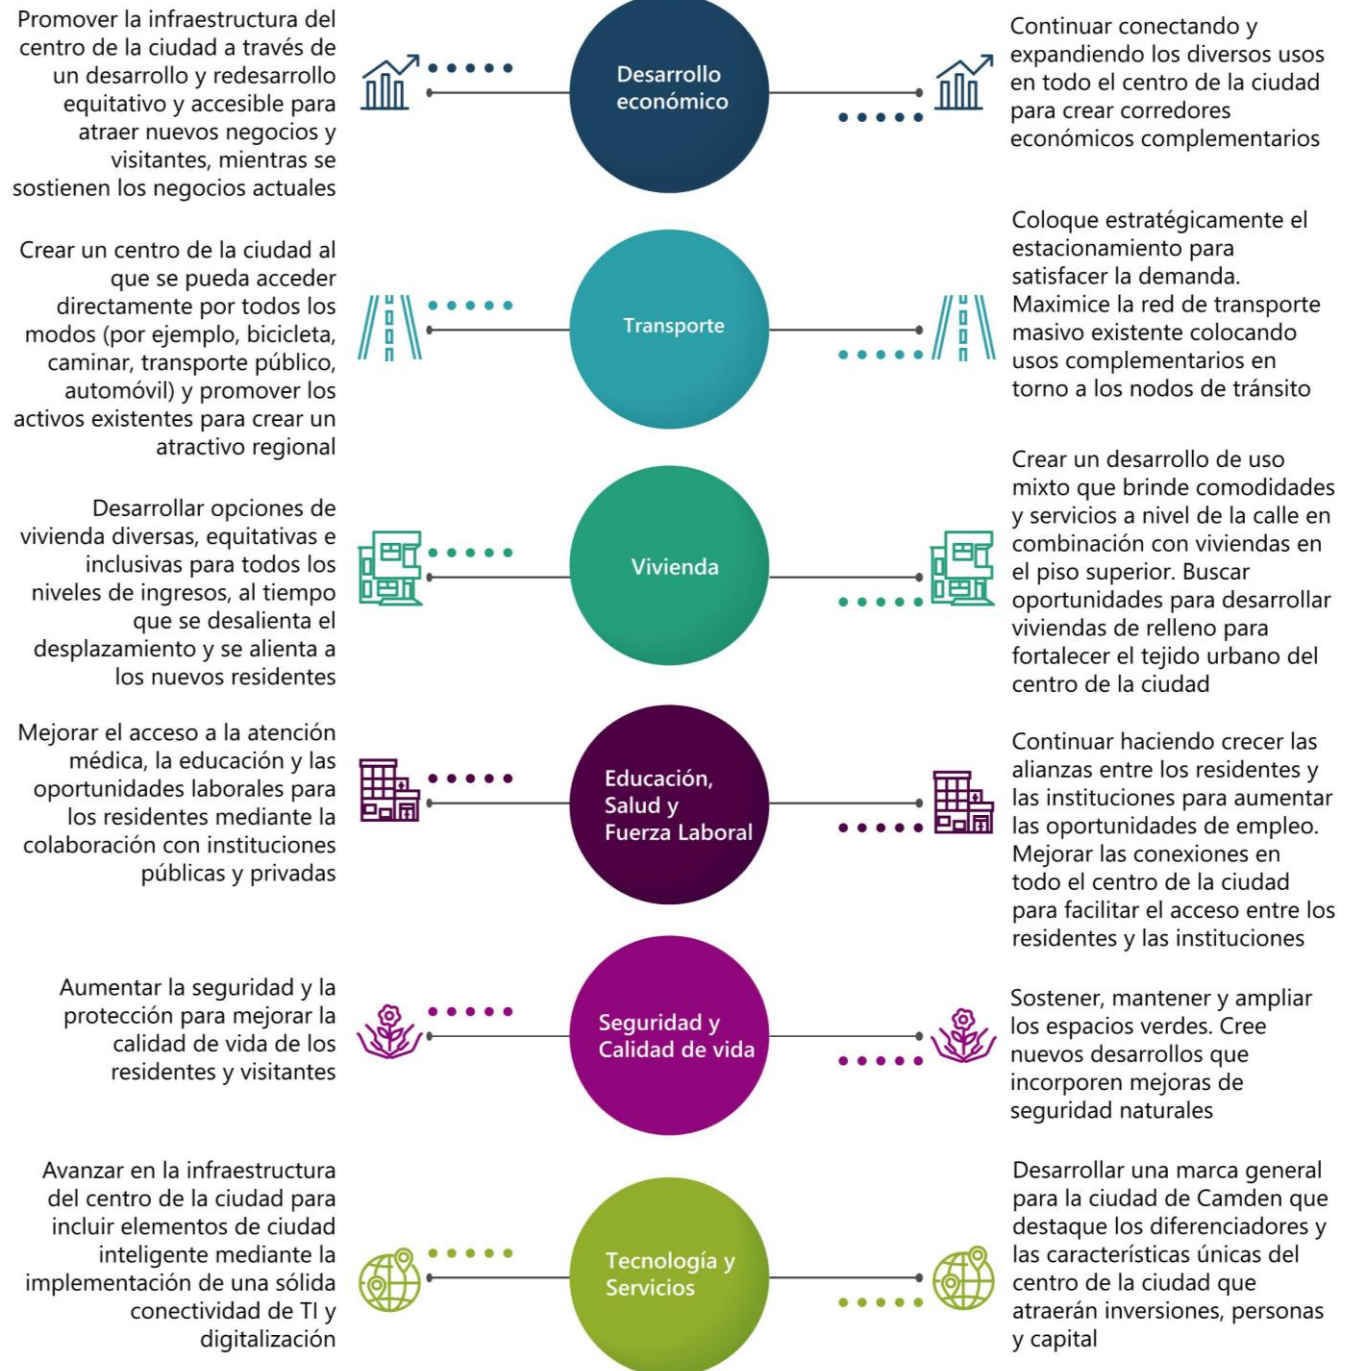 Promover la infraestructura del
centro de la ciudad a través de
un desarrollo y redesarrollo
equitativo y accesible para
atraer nuevos negocios y
visitantes, mientras se
sostienen los negocios actuales
Desarrollo
económico
Continuar conectando y
expandiendo los diversos usos
en todo el centro de la ciudad
para crear corredores
económicos complementarios
Crear un centro de la ciudad al
que se pueda acceder
directamente por todos los
modos (por ejemplo, bicicleta,
caminar, transporte público,
automóvil) y promover los
activos existentes para crear un
atractivo regional
Transporte
Coloque estratégicamente el
estacionamiento para
satisfacer la demanda.
Maximice la red de transporte
masivo existente colocando
usos complementarios en
torno a los nodos de tránsito
Desarrollar opciones de
vivienda diversas, equitativas e
inclusivas para todos los
niveles de ingresos, al tiempo
que se desalienta el
desplazamiento y se alienta a
los nuevos residentes
Vivienda
Crear un desarrollo de uso
mixto que brinde comodidades
y servicios a nivel de la calle en
combinación con viviendas en
el piso superior. Buscar
oportunidades para desarrollar
viviendas de relleno para
fortalecer el tejido urbano del
centro de la ciudad
Mejorar el acceso a la atención
médica, la educación y las
oportunidades laborales para
los residentes mediante la
colaboración con instituciones
públicas y privadas
Educación,
Salud y
Fuerza Laboral
Continuar haciendo crecer las
alianzas entre los residentes y
las instituciones para aumentar
las oportunidades de empleo.
Mejorar las conexiones en
todo el centro de la ciudad
para facilitar el acceso entre los
residentes y las instituciones
Aumentar la seguridad y la
protección para mejorar la
calidad de vida de los
residentes y visitantes
Seguridad y
Calidad de vida
Sostener, mantener y ampliar
los espacios verdes. Cree
nuevos desarrollos que
incorporen mejoras de
seguridad naturales
Avanzar en la infraestructura
del centro de la ciudad para
incluir elementos de ciudad
inteligente mediante la
implementación de una sólida
conectividad de TI y
digitalización
Tecnología y
Servicios
Desarrollar una marca general
para la ciudad de Camden que
destaque los diferenciadores y
las características únicas del
centro de la ciudad que
atraerán inversiones, personas
y capital